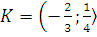 K = (−2/3; 1/4⟩